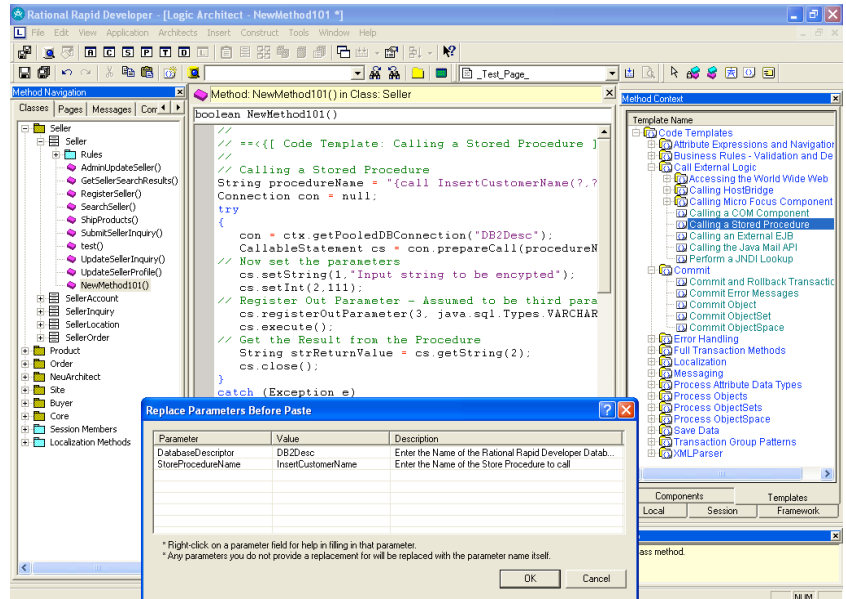 Rational Rapid Developer - [Logic Architect - NewMethod101 *]
File Edit View Application Architects Insert Construct Tools Window Help
A C S P T D
_Test_Page_
Method Navigation
Classes Pages Messages Com
Seller
Seller
Rules
AdminUpdateSeller()
GetSellerSearchResults()
RegisterSeller()
SearchSeller()
ShipProducts()
SubmitSellerInquiry()
test()
UpdateSellerInquiry()
UpdateSellerProfile()
NewMethod101()
SellerAccount
SellerInquiry
SellerLocation
SellerOrder
Product
Order
NeuArchitect
Site
Buyer
Core
Session Members
Localization Methods
Method: NewMethod101() in Class: Seller
boolean NewMethod101()
//
// ==<{[ Code Template: Calling a Stored Procedure ]
//
// Calling a Stored Procedure
String procedureName = "{call InsertCustomerName(?,?
Connection con = null;
try
{
con = ctx.getPooledDBConnection("DB2Desc");
CallableStatement cs = con.prepareCall(procedureN
// Now set the parameters
cs.setString(1,"Input string to be encypted");
cs.setInt(2,111);
// Register Out Parameter - Assumed to be third para
cs.registerOutParameter(3, java.sql.Types.VARCHAR
cs.execute();
// Get the Result from the Procedure
String strReturnValue = cs.getString(2);
cs.close();
}
catch (Exception e)
Method Context
Template Name
Code Templates
Attribute Expressions and Navigation
Business Rules - Validation and De
Call External Logic
Accessing the World Wide Web
Calling HostBridge
Calling Micro Focus Component
Calling a COM Component
Calling a Stored Procedure
Calling an External EJB
Calling the Java Mail API
Perform a JNDI Lookup
Commit
Commit and Rollback Transactic
Commit Error Messages
Commit Object
Commit ObjectSet
Commit ObjectSpace
Error Handling
Full Transaction Methods
Localization
Messaging
Process Attribute Data Types
Process Objects
Process ObjectSets
Process ObjectSpace
Save Data
Transaction Group Patterns
XMLParser
Components Templates
Local Session Framework
ass method.
NUM
Replace Parameters Before Paste
Parameter Value Description
DatabaseDescriptor DB2Desc Enter the Name of the Rational Rapid Developer Datab...
StoreProcedureName InsertCustomerName Enter the Name of the Store Procedure to call
* Right-click on a parameter field for help in filling in that parameter.
* Any parameters you do not provide a replacement for will be replaced with the parameter name itself.
OK Cancel